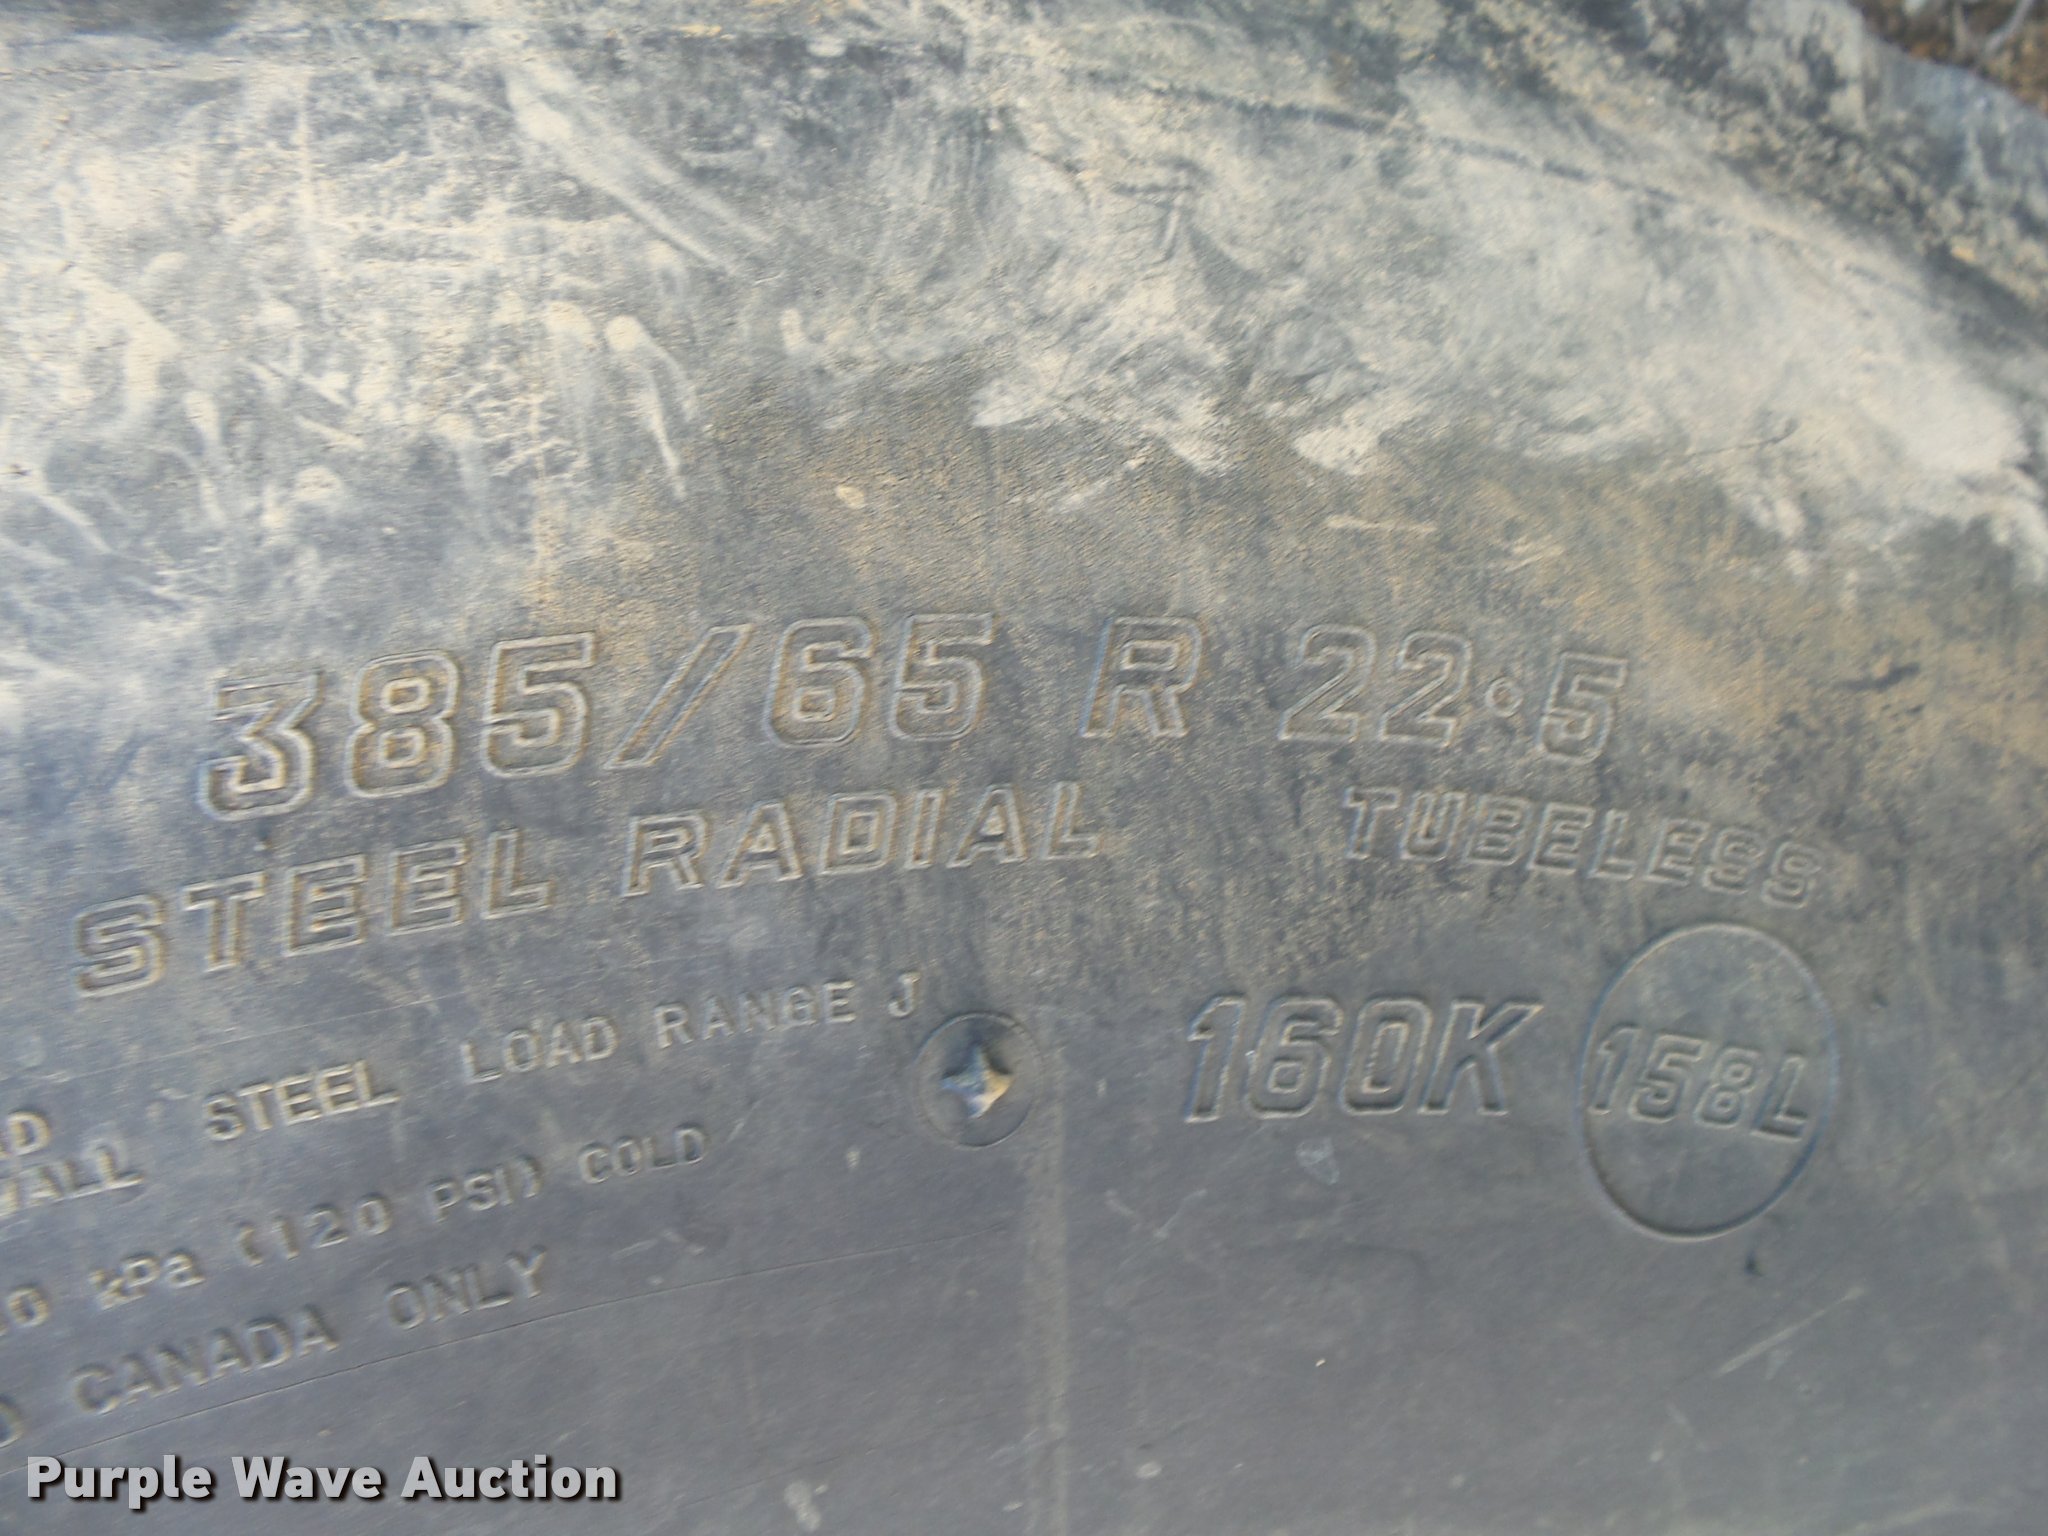 385/65 R 22.5
STEEL RADIAL TUBELESS
STEEL LOAD RANGE J
160K 158L
kPa (120 PSI) COLD
CANADA ONLY
Purple Wave Auction